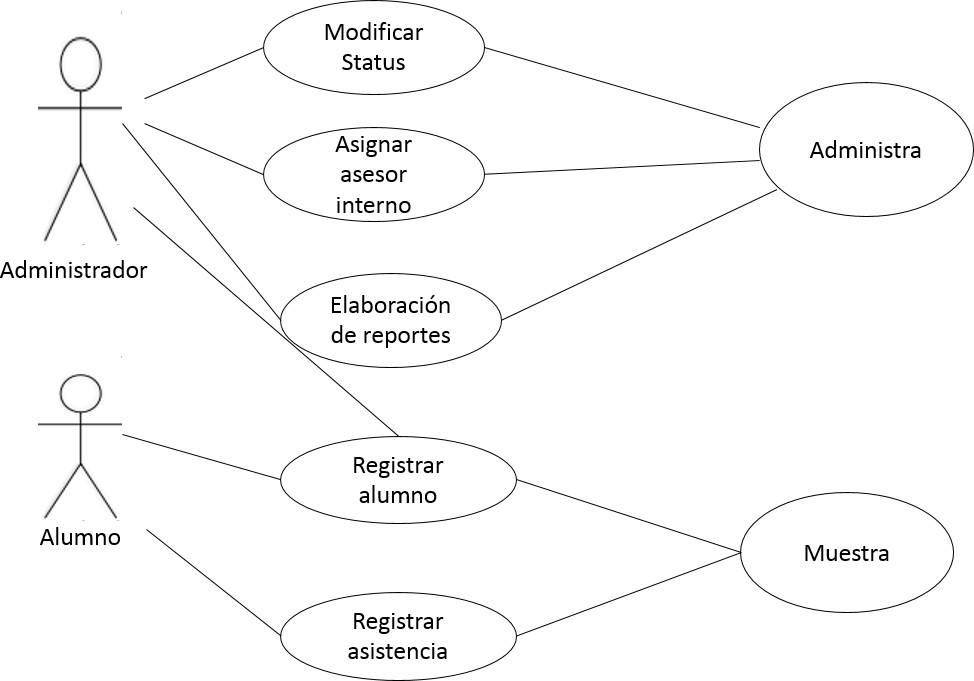 Modificar
Status
Asignar
asesor
interno
Administra
Administrador
Elaboración
de reportes
Registrar
alumno
Alumno
Muestra
Registrar
asistencia